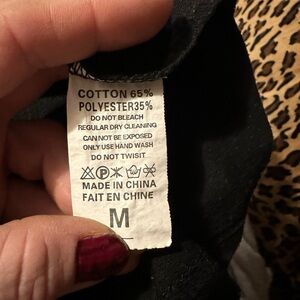 COTTON 65%
POLYESTER35%
DO NOT BLEACH
REGULAR DRY CLEANING
CAN NOT BE EXPOSED
ONLY USE HAND WASH
DO NOT TWISIT
MADE IN CHINA
FAIT EN CHINE
M